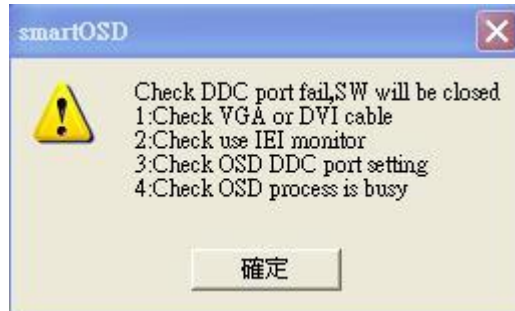 smartOSD
Check DDC port fail,SW will be closed
1:Check VGA or DVI cable
2:Check use IEI monitor
3:Check OSD DDC port setting
4:Check OSD process is busy
確定